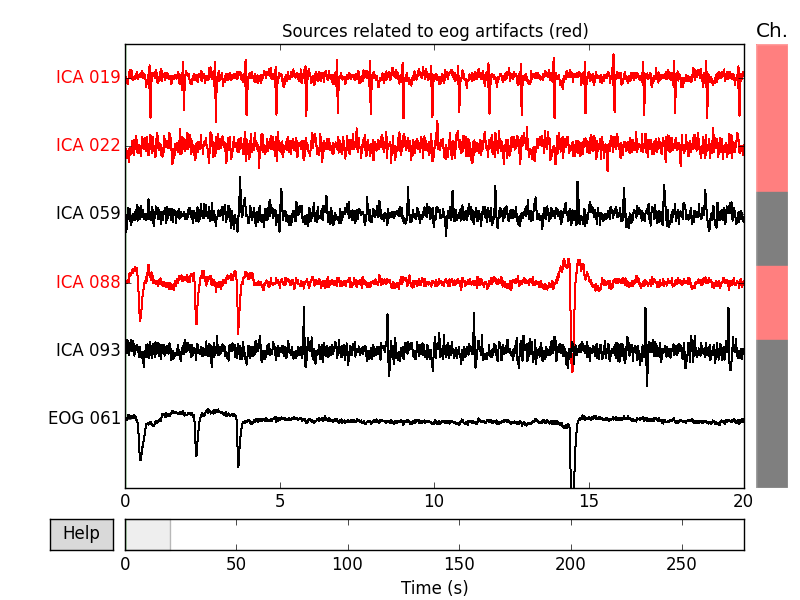 Sources related to eog artifacts (red)
Ch.
ICA 019
ICA 022
ICA 059
ICA 088
ICA 093
EOG 061
0 5 10 15 20
Help
0 50 100 150 200 250
Time (s)